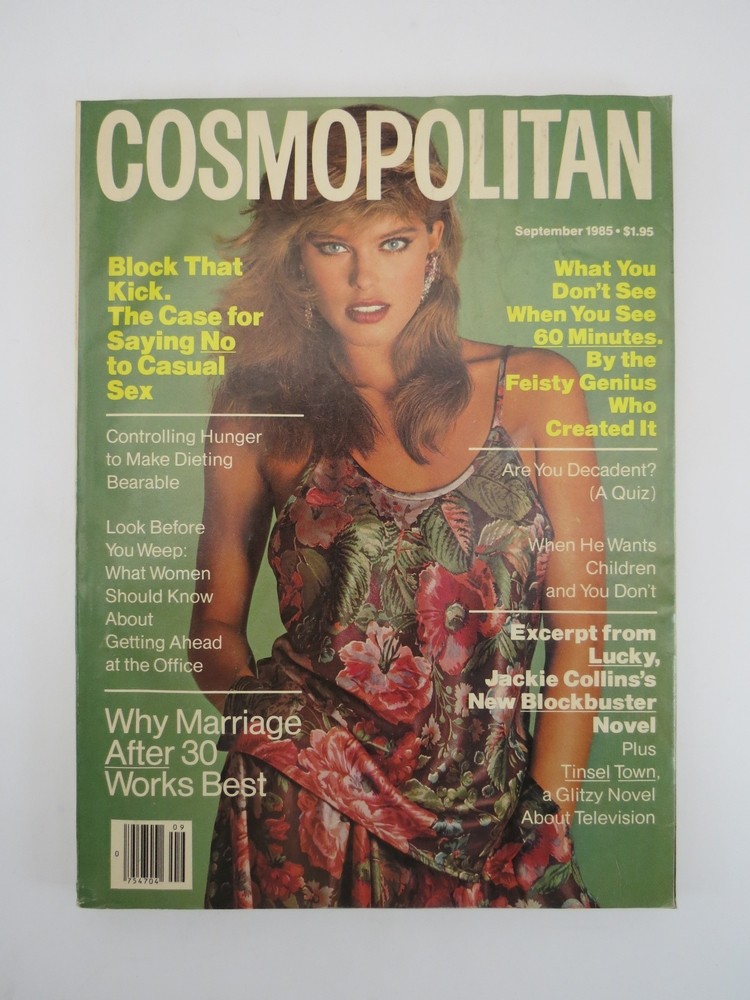 COSMOPOLITAN
September 1985 • $1.95
Block That
Kick.
The Case for
Saying No
to Casual
Sex
Controlling Hunger
to Make Dieting
Bearable
Look Before
You Weep:
What Women
Should Know
About
Getting Ahead
at the Office
Why Marriage
After 30
Works Best
What You
Don't See
When You See
60 Minutes.
By the
Feisty Genius
Who
Created It
Are You Decadent?
(A Quiz)
When He Wants
Children
and You Don't
Excerpt from
Lucky,
Jackie Collins's
New Blockbuster
Novel
Plus
Tinsel Town,
a Glitzy Novel
About Television
09
0
754704